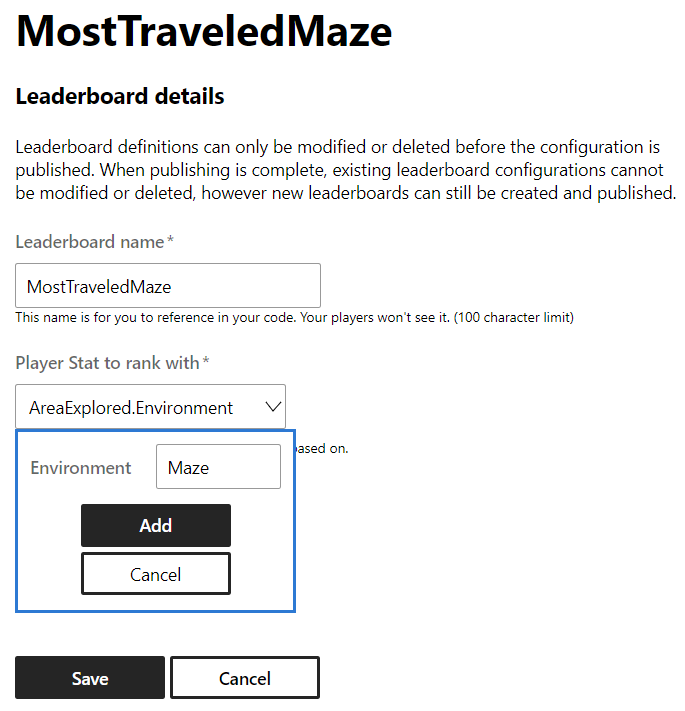 MostTraveledMaze
Leaderboard details
Leaderboard definitions can only be modified or deleted before the configuration is
published. When publishing is complete, existing leaderboard configurations cannot
be modified or deleted, however new leaderboards can still be created and published.
Leaderboard name*
MostTraveledMaze
This name is for you to reference in your code. Your players won't see it. (100 character limit)
Player Stat to rank with*
AreaExplored.Environment
on.
Environment Maze
Add
Cancel
Save Cancel